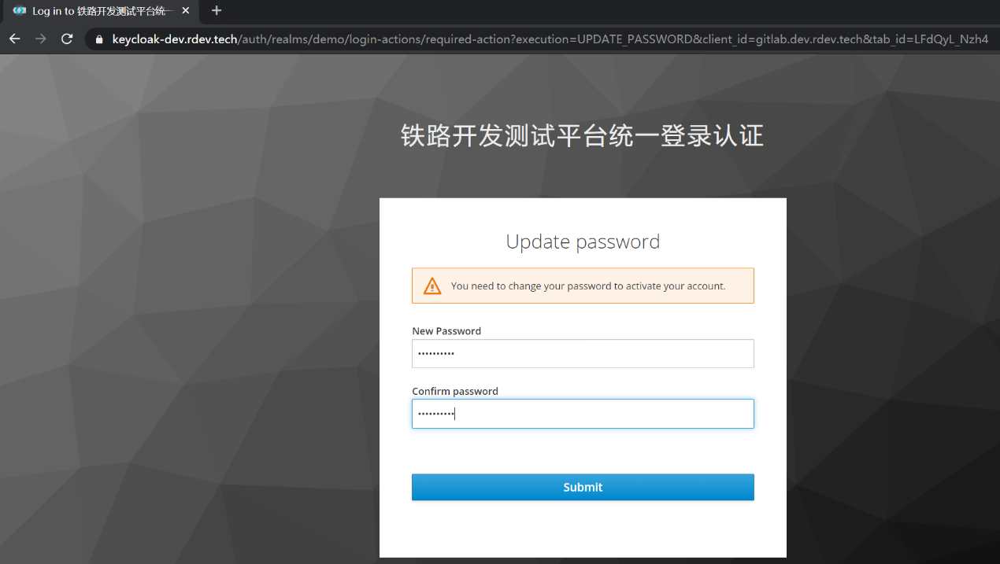 Log in to 铁路开发测试平台统一
keycloak-dev.rdev.tech/auth/realms/demo/login-actions/required-action?execution=UPDATE_PASSWORD&client_id=gitlab.dev.rdev.tech&tab_id=LFdQyL_Nzh4
铁路开发测试平台统一登录认证
Update password
You need to change your password to activate your account.
New Password
••••••••••
Confirm password
••••••••••
Submit